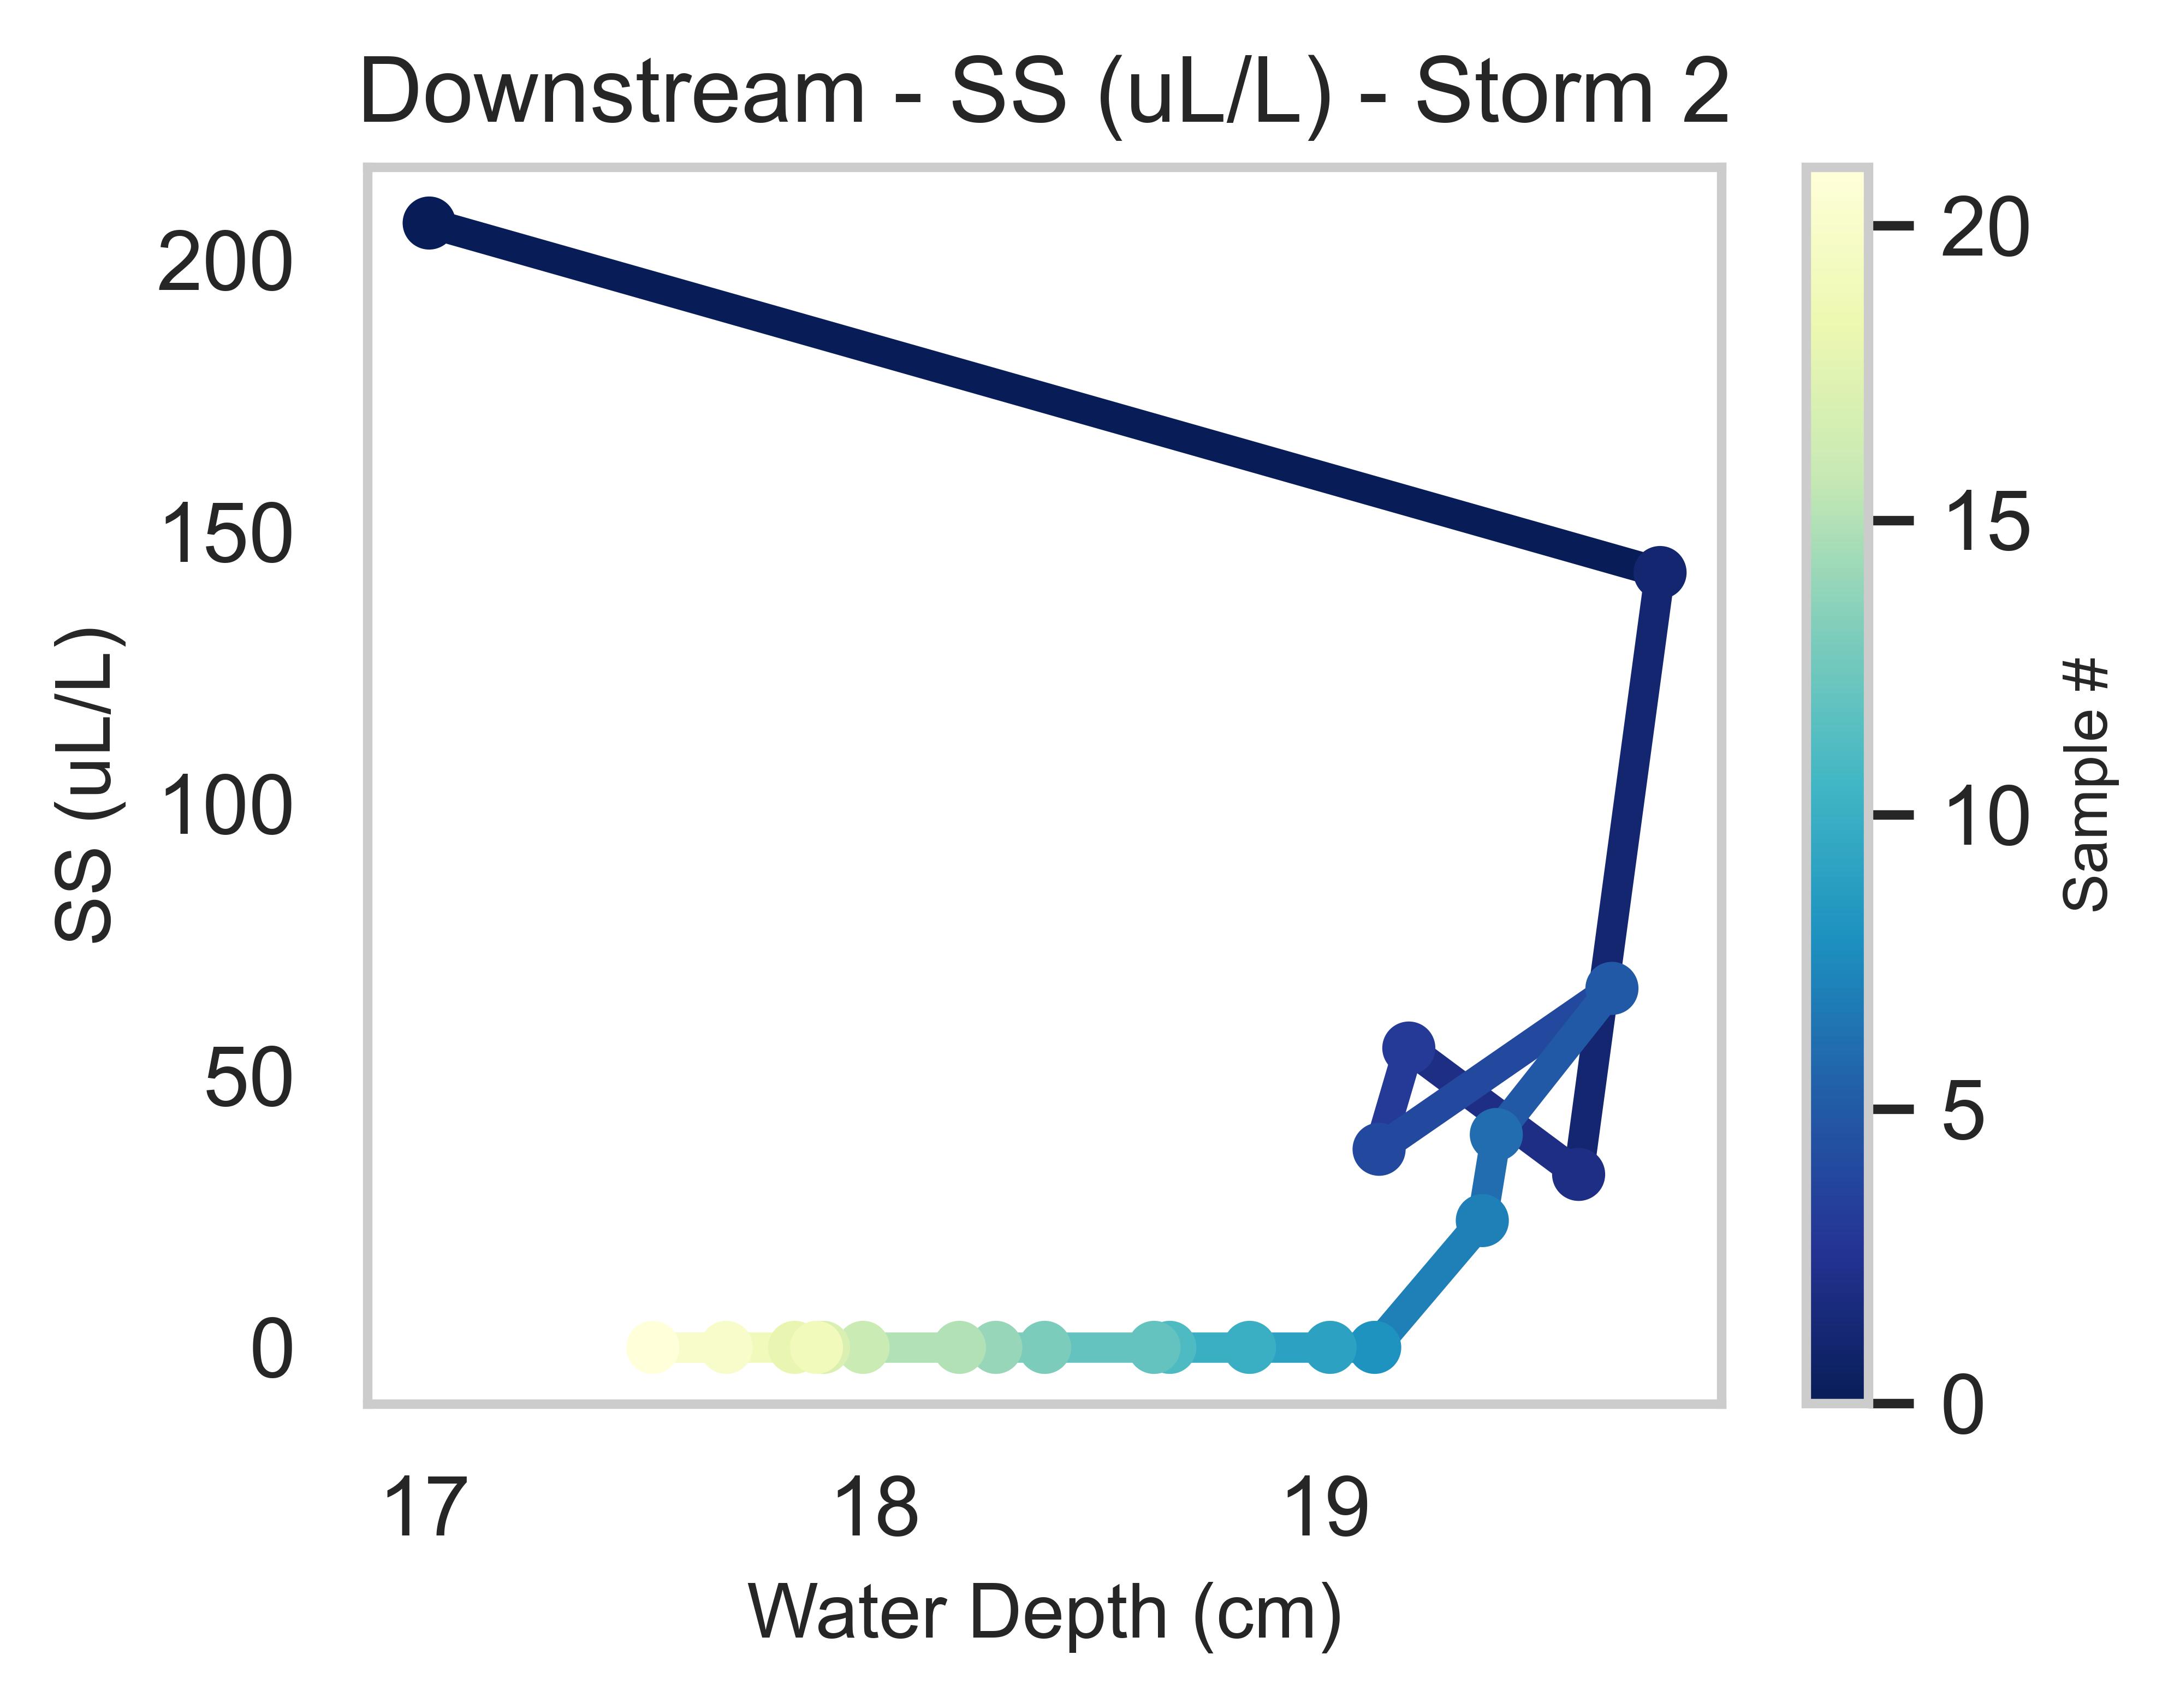 Downstream - SS (uL/L) - Storm 2
200
150
100
50
0
SS (uL/L)
17 18 19
Water Depth (cm)
20
15
10
5
0
Sample #